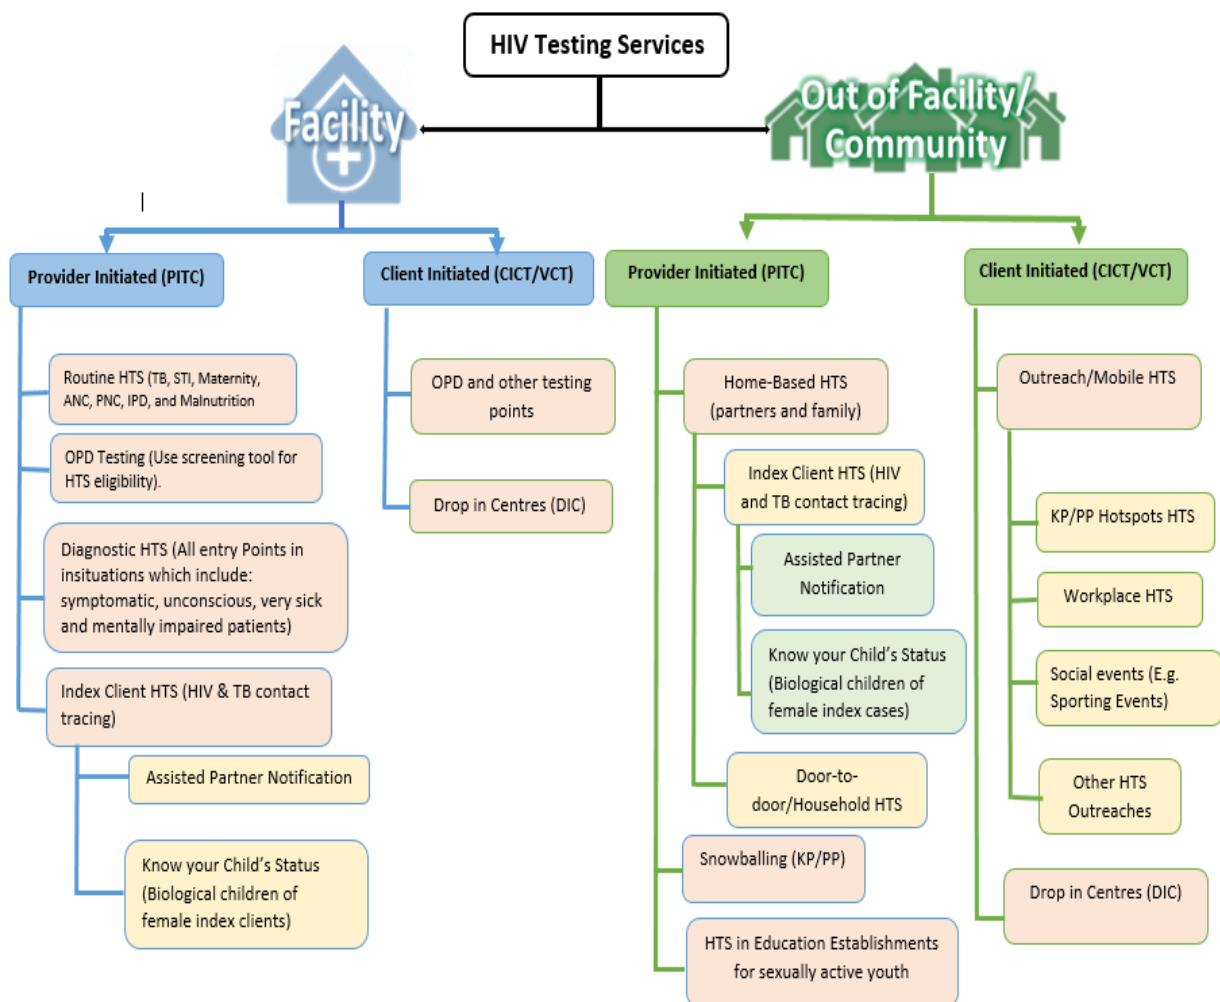 HIV Testing Services
Facility
Out of Facility/
Community
Provider Initiated (PITC)
Routine HTS (TB, STI, Maternity,
ANC, PNC, IPD, and Malnutrition
OPD Testing (Use screening tool for
HTS eligibility).
Diagnostic HTS (All entry Points in
insituations which include:
symptomatic, unconscious, very sick
and mentally impaired patients)
Index Client HTS (HIV & TB contact
tracing)
Assisted Partner Notification
Know your Child’s Status
(Biological children of
female index clients)
Client Initiated (CICT/VCT)
OPD and other testing
points
Drop in Centres (DIC)
Provider Initiated (PITC)
Home-Based HTS
(partners and family)
Index Client HTS (HIV
and TB contact tracing)
Assisted Partner
Notification
Know your Child’s Status
(Biological children of
female index cases)
Door-to-
door/Household HTS
Snowballing (KP/PP)
HTS in Education Establishments
for sexually active youth
Client Initiated (CICT/VCT)
Outreach/Mobile HTS
KP/PP Hotspots HTS
Workplace HTS
Social events (E.g.
Sporting Events)
Other HTS
Outreaches
Drop in Centres (DIC)